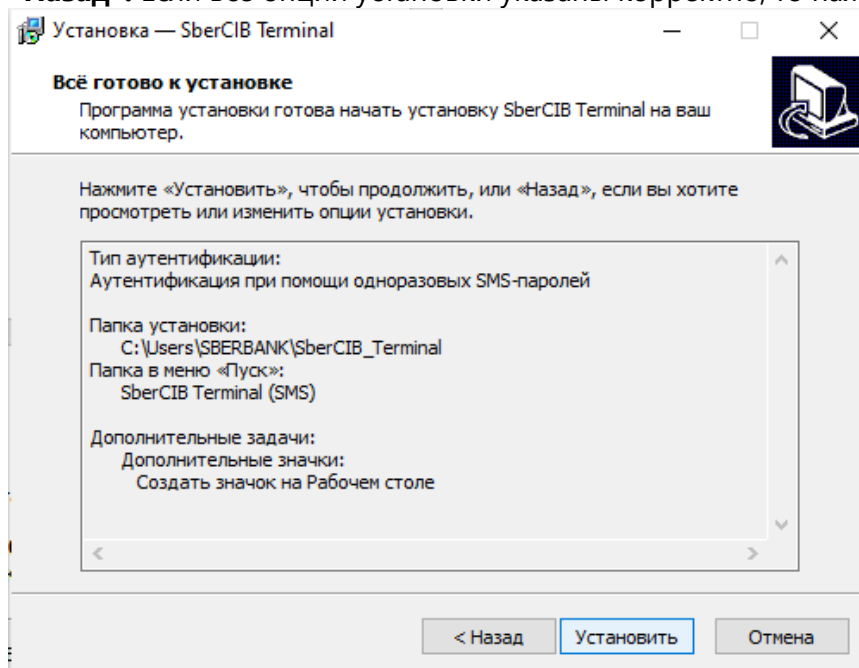 Установка — SberCIB Terminal
Всё готово к установке
Программа установки готова начать установку SberCIB Terminal на ваш
компьютер.
Нажмите «Установить», чтобы продолжить, или «Назад», если вы хотите
просмотреть или изменить опции установки.
Тип аутентификации:
Аутентификация при помощи одноразовых SMS-паролей
Папка установки:
C:\Users\SBERBANK\SberCIB_Terminal
Папка в меню «Пуск»:
SberCIB Terminal (SMS)
Дополнительные задачи:
Дополнительные значки:
Создать значок на Рабочем столе
< Назад Установить Отмена